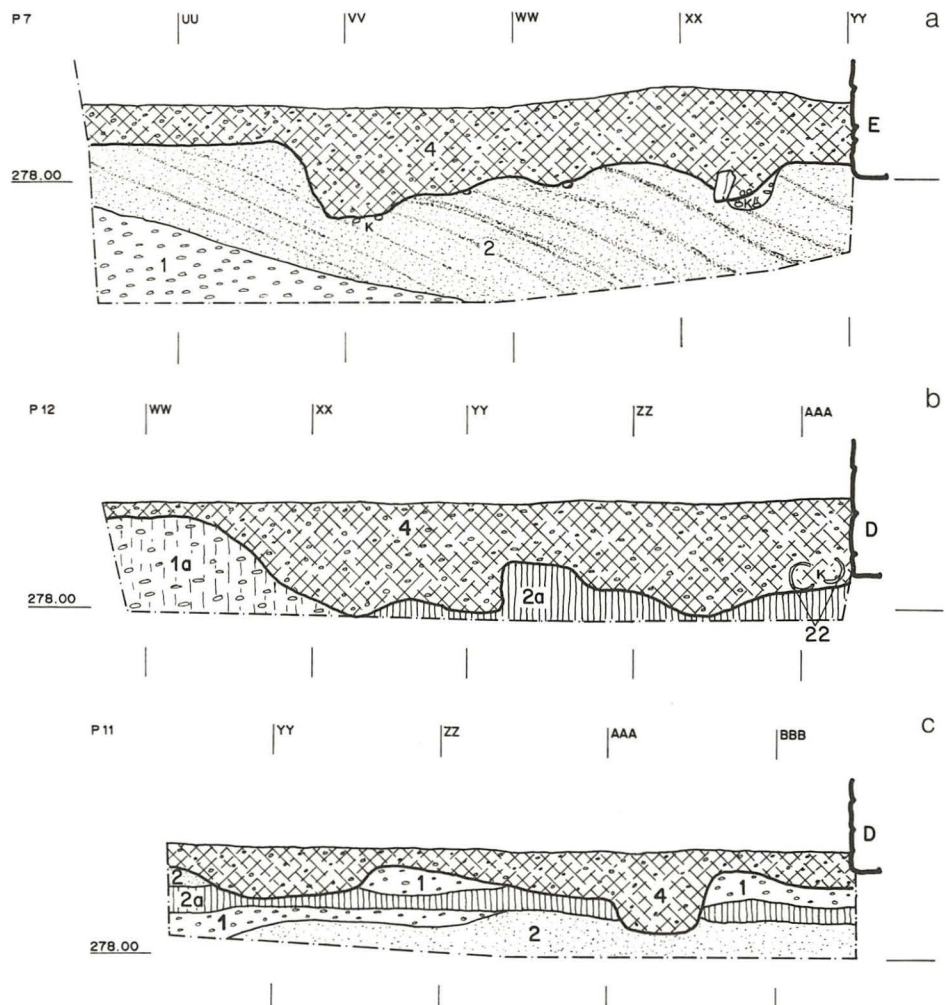 P 7 UU VV WW XX YY a
E
4
278.00
K K
2
1
P 12 WW XX YY ZZ AAA b
4 D
1a
K
2a
278.00
22
P 11 YY ZZ AAA BBB c
D
2 1 1
2a 4
1
2
278.00